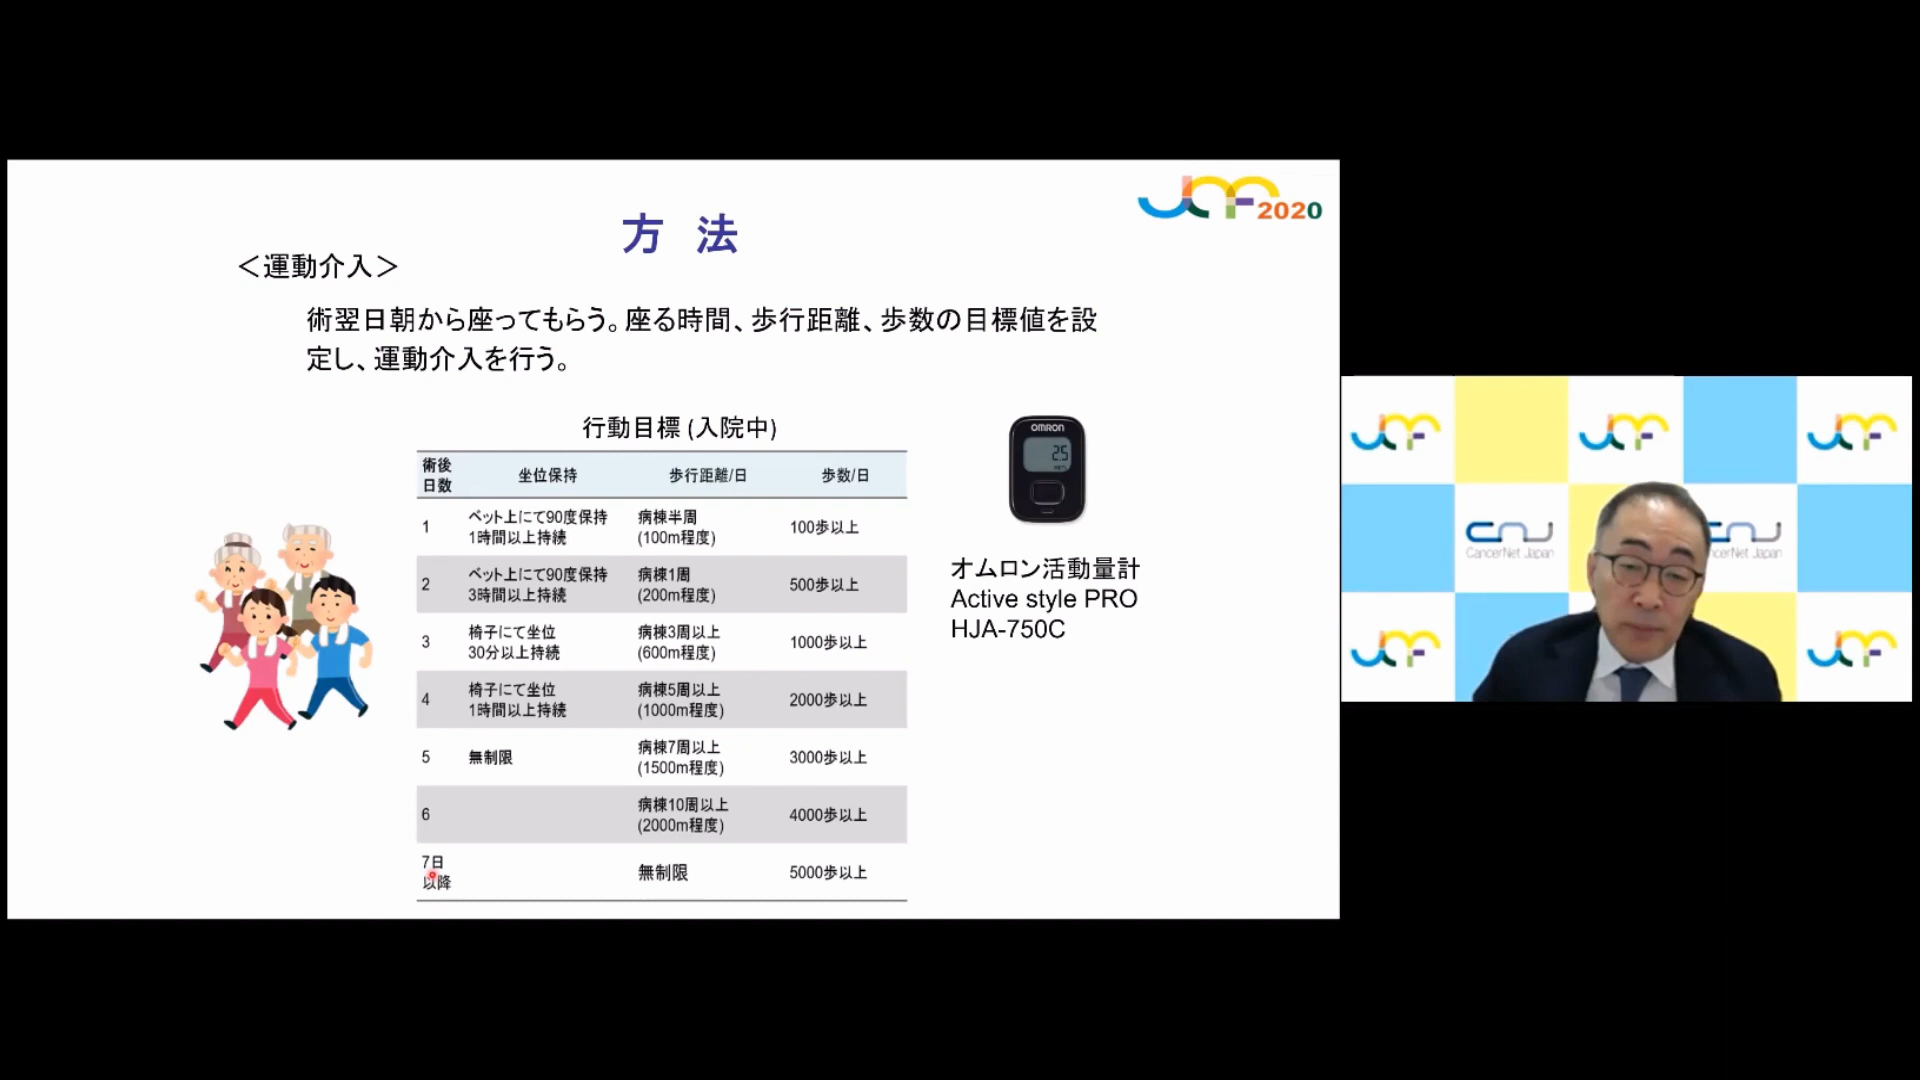 JCF2020
方 法
＜運動介入＞
術翌日朝から座ってもらう。座る時間、歩行距離、歩数の目標値を設
定し、運動介入を行う。
行動目標 (入院中)
術後
日数
坐位保持
歩行距離/日
歩数/日
1
ベット上にて90度保持
1時間以上持続
病棟半周
(100m程度)
100歩以上
2
ベット上にて90度保持
3時間以上持続
病棟1周
(200m程度)
500歩以上
3
椅子にて坐位
30分以上持続
病棟3周以上
(600m程度)
1000歩以上
4
椅子にて坐位
1時間以上持続
病棟5周以上
(1000m程度)
2000歩以上
5
無制限
病棟7周以上
(1500m程度)
3000歩以上
6
病棟10周以上
(2000m程度)
4000歩以上
7日
以降
無制限
5000歩以上
OMRON
2.5
オムロン活動量計
Active style PRO
HJA-750C
CNJ
CancerNet Japan
CNJ
ncerNet Japan